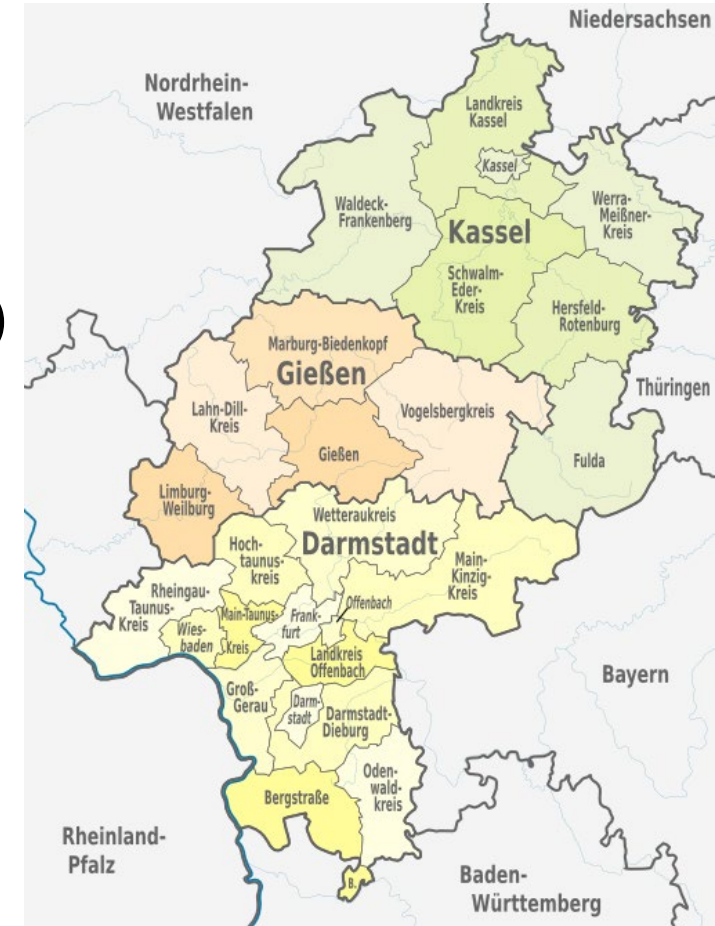 Niedersachsen
Nordrhein-
Westfalen
Landkreis
Kassel
Kassel
Waldeck-
Frankenberg
Werra-
Meißner-
Kreis
Kassel
Schwalm-
Eder-
Kreis
Hersfeld-
Rotenburg
)
Marburg-Biedenkopf
Gießen
Thüringen
Lahn-Dill-
Kreis
Vogelsbergkreis
Gießen
Fulda
Limburg-
Weilburg
Wetteraukreis
Darmstadt
Hoch-
taunus-
kreis
Main-
Kinzig-
Kreis
Rheingau-
Taunus-
Kreis
Main-Taunus-
Kreis
Frank-
furt
Offenbach
Wies-
baden
Landkreis
Offenbach
Bayern
Groß-
Gerau
Darm-
stadt
Darmstadt-
Dieburg
Oden-
wald-
kreis
Bergstraße
Rheinland-
Pfalz
B.
Baden-
Württemberg